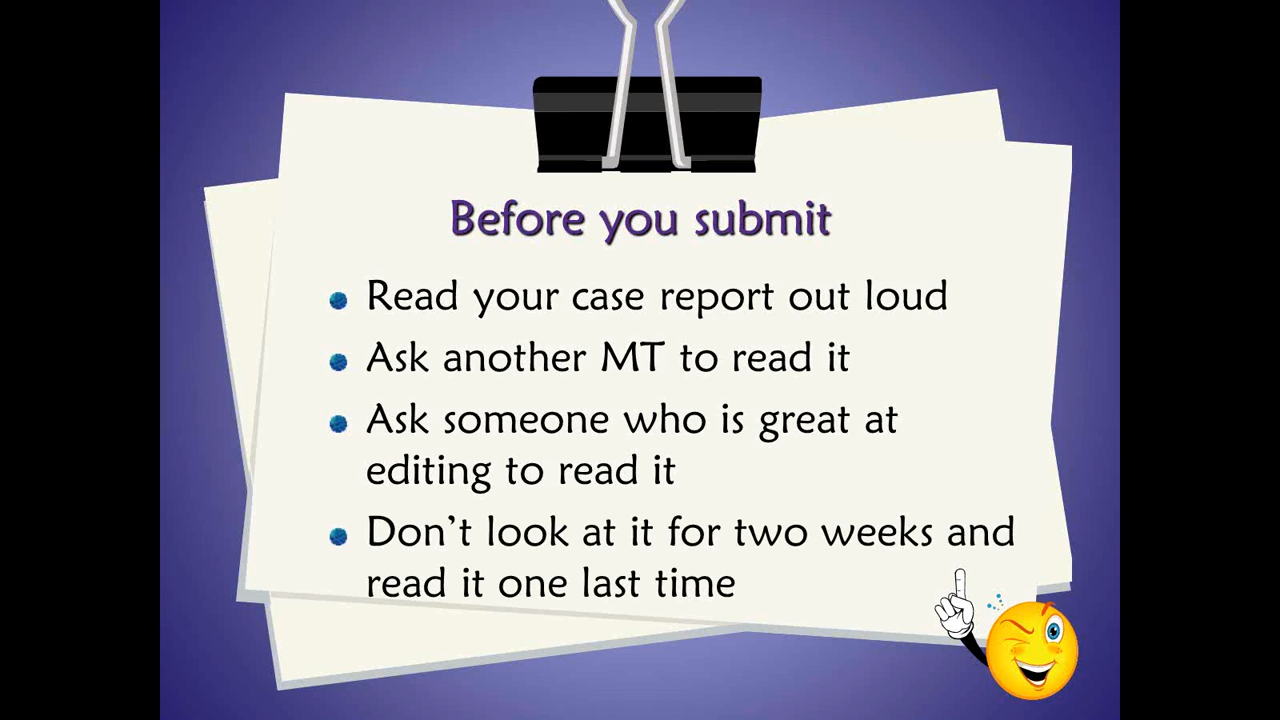 Before you submit
Read your case report out loud
Ask another MT to read it
Ask someone who is great at
editing to read it
Don't look at it for two weeks and
read it one last time